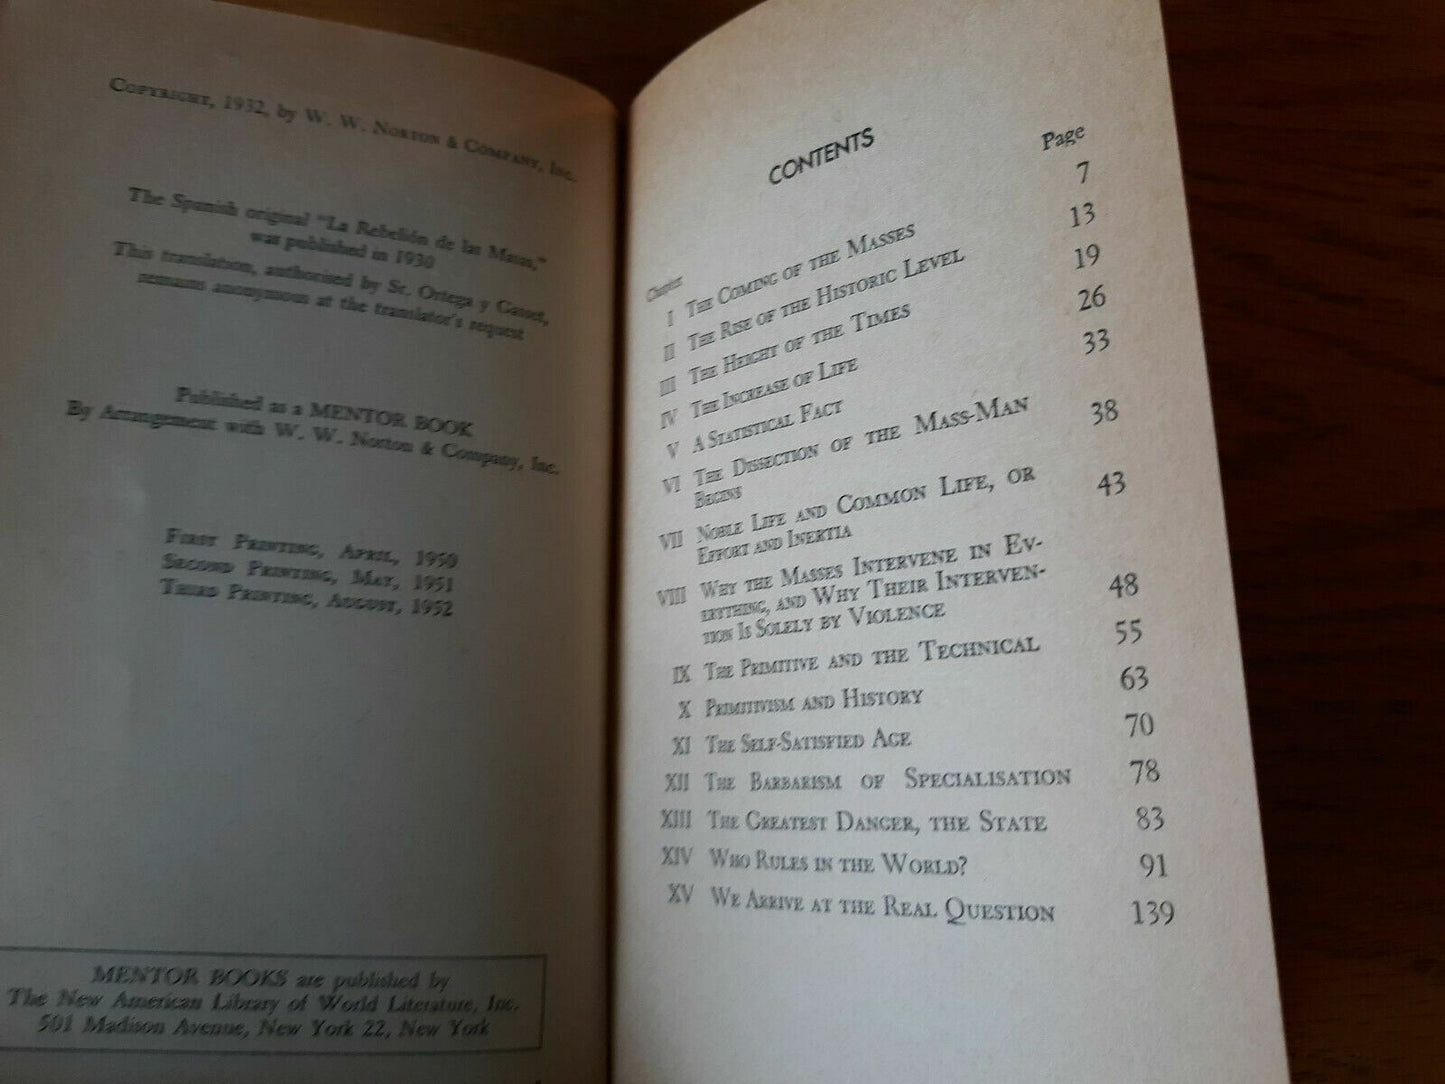 COPYRIGHT, 1932, by W. W. NORTON & COMPANY, INC.
The Spanish original "La Rebelión de las Masas,"
was published in 1930
This translation, authorised by Sr. Ortega y Gasset,
remains anonymous at the translator's request
Published as a MENTOR BOOK
By Arrangement with W. W. Norton & Company, Inc.
FIRST PRINTING, APRIL, 1950
SECOND PRINTING, MAY, 1951
THIRD PRINTING, AUGUST, 1952
MENTOR BOOKS are published by
The New American Library of World Literature, Inc.
501 Madison Avenue, New York 22, New York
CONTENTS
Chapter Page
I THE COMING OF THE MASSES 7
II THE RISE OF THE HISTORIC LEVEL 13
III THE HEIGHT OF THE TIMES 19
IV THE INCREASE OF LIFE 26
V A STATISTICAL FACT 33
VI THE DISSECTION OF THE MASS-MAN
BEGINS 38
VII NOBLE LIFE AND COMMON LIFE, OR
EFFORT AND INERTIA 43
VIII WHY THE MASSES INTERVENE IN EV-
ERYTHING, AND WHY THEIR INTERVEN-
TION IS SOLELY BY VIOLENCE 48
IX THE PRIMITIVE AND THE TECHNICAL 55
X PRIMITIVISM AND HISTORY 63
XI THE SELF-SATISFIED AGE 70
XII THE BARBARISM OF SPECIALISATION 78
XIII THE GREATEST DANGER, THE STATE 83
XIV WHO RULES IN THE WORLD? 91
XV WE ARRIVE AT THE REAL QUESTION 139